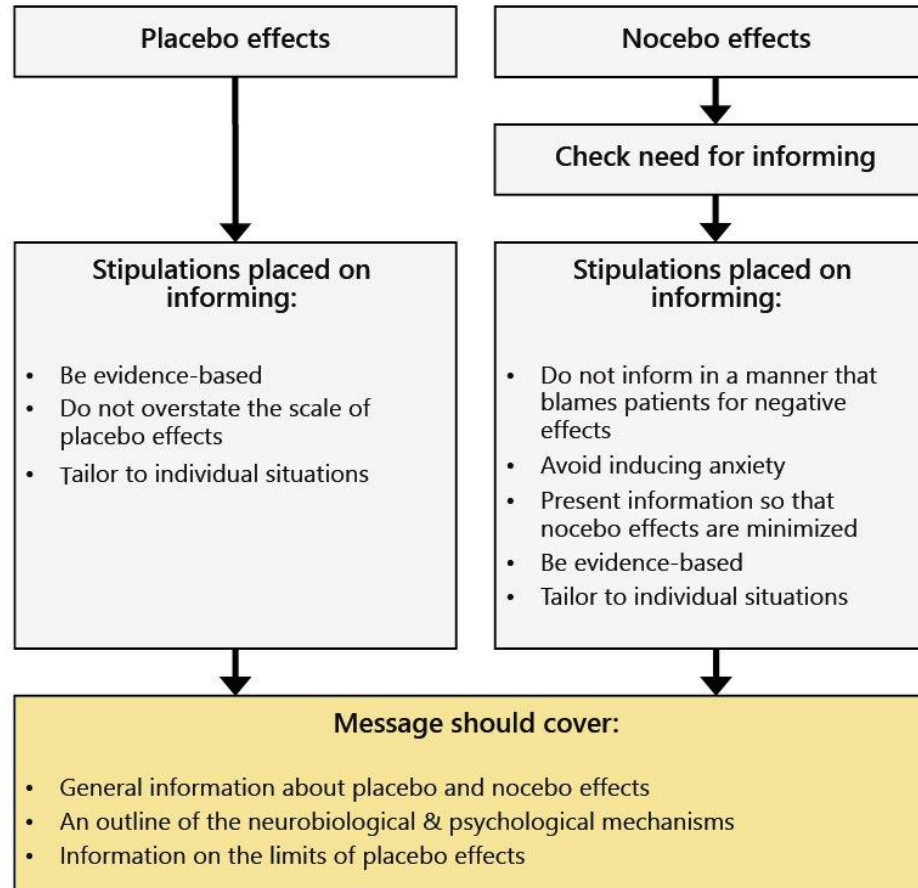 Placebo effects
Nocebo effects
Check need for informing
Stipulations placed on
informing:
• Be evidence-based
• Do not overstate the scale of
placebo effects
• Tailor to individual situations
Stipulations placed on
informing:
• Do not inform in a manner that
blames patients for negative
effects
• Avoid inducing anxiety
• Present information so that
nocebo effects are minimized
• Be evidence-based
• Tailor to individual situations
Message should cover:
• General information about placebo and nocebo effects
• An outline of the neurobiological & psychological mechanisms
• Information on the limits of placebo effects